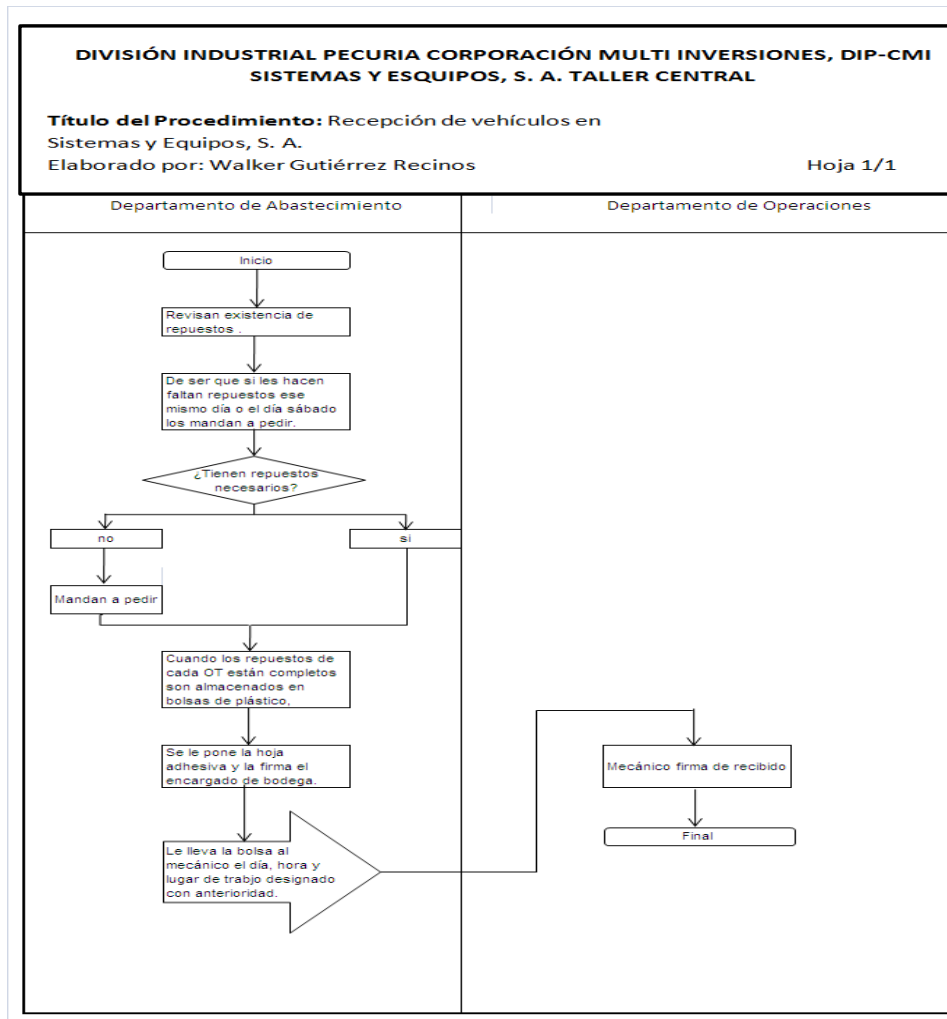 DIVISIÓN INDUSTRIAL PECURIA CORPORACIÓN MULTI INVERSIONES, DIP-CMI
SISTEMAS Y ESQUIPOS, S. A. TALLER CENTRAL
Título del Procedimiento: Recepción de vehículos en
Sistemas y Equipos, S. A.
Elaborado por: Walker Gutiérrez Recinos Hoja 1/1
Departamento de Abastecimiento
Departamento de Operaciones
Inicio
Revisan existencia de
repuestos .
De ser que si les hacen
faltan repuestos ese
mismo día o el día sábado
los mandan a pedir.
¿Tienen repuestos
necesarios?
no
si
Mandan a pedir
Cuando los repuestos de
cada OT están completos
son almacenados en
bolsas de plástico,
Se le pone la hoja
adhesiva y la firma el
encargado de bodega.
Le lleva la bolsa al
mecánico el día, hora y
lugar de trabjo designado
con anterioridad.
Mecánico firma de recibido
Final